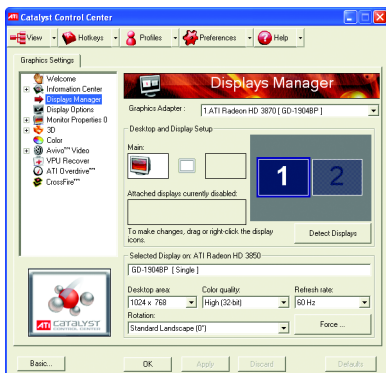 ATI Catalyst Control Center
View Hotkeys Profiles Preferences Help
Graphics Settings
Welcome
Information Center
Displays Manager
Display Options
Monitor Properties 0
3D
Color
Avivo™ Video
VPU Recover
ATI Overdrive™
CrossFire™
Displays Manager
Graphics Adapter :
1.ATI Radeon HD 3870 [ GD-1904BP ]
Desktop and Display Setup
Main:
1 2
Attached displays currently disabled:
To make changes, drag or right-click the display icons.
Detect Displays
Selected Display on: ATI Radeon HD 3850
GD-1904BP [ Single ]
Desktop area: Color quality: Refresh rate:
1024 x 768 High (32-bit) 60 Hz
Rotation:
Standard Landscape (0°)
Force ...
ATI CATALYST
CONTROL CENTER
Basic... OK Apply Discard Defaults